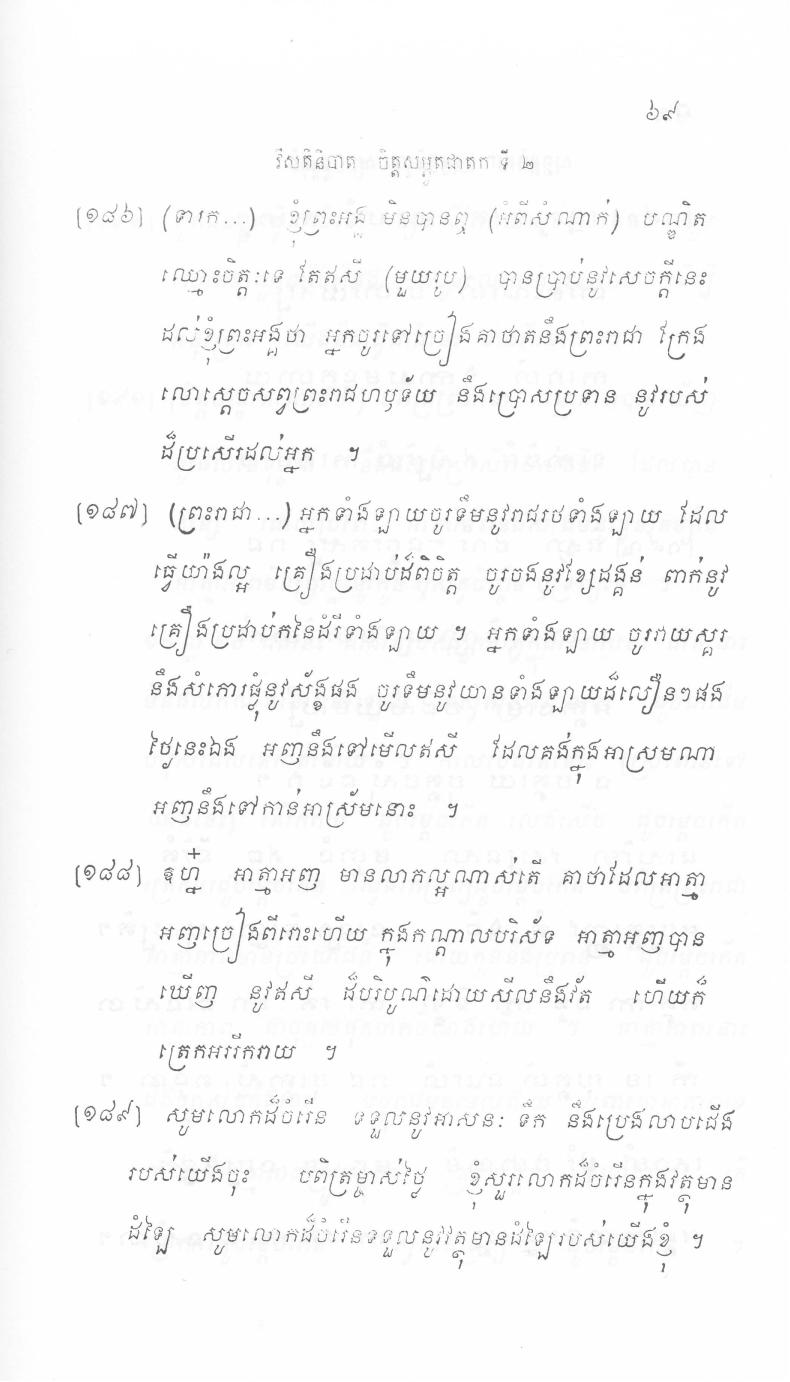 ៦៩
វីសតិនិបាត ចិត្តសម្ភូតជាតក ទី ២
[១៨៦] (ទារក...) ខ្ញុំព្រះអង្គ មិនបានឮ (អំពីសំណាក់) បណ្ឌិត
ឈ្មោះចិត្តៈទេ តែឥសី (មួយរូប) បានប្រាប់នូវសេចក្តីនេះ
ដល់ខ្ញុំព្រះអង្គថា អ្នកចូរទៅច្រៀងគាថាតនឹងព្រះរាជា ក្រែង
លោស្តេចសព្វព្រះរាជហឫទ័យ នឹងប្រោសប្រទាន នូវរបស់
ដ៏ប្រសើរដល់អ្នក ។
[១៨៧] (ព្រះរាជា...) អ្នកទាំងឡាយចូរទឹមនូវរាជរថទាំងឡាយ ដែល
ធ្វើយ៉ាងល្អ គ្រឿងប្រដាប់ដ៏ពិចិត្ត ចូរចងនូវខ្សែដង្គន់ ពាក់នូវ
គ្រឿងប្រដាប់កនៃដំរីទាំងឡាយ ។ អ្នកទាំងឡាយ ចូរវាយស្គរ
នឹងសំភោរផ្លុំនូវស័ង្ខផង ចូរទឹមនូវយានទាំងឡាយដ៏លឿនៗផង
ថ្ងៃនេះឯង អញនឹងទៅមើលឥសី ដែលគង់ក្នុងអាស្រមណា
អញនឹងទៅកាន់អាស្រ័មនោះ ។
[១៨៨] ឱហ្ន៎ អាត្មាអញ មានលាភល្អណាស់តើ គាថាដែលអាត្មា
អញច្រៀងពីរោះហើយ ក្នុងកណ្តាលបរិស័ទ អាត្មាអញបាន
ឃើញ នូវឥសី ដ៏បរិបូណ៌ដោយសីលនឹងវ័ត ហើយក៏
ត្រេកអររីករាយ ។
[១៨៩] សូមលោកដ៏ចំរើន ទទួលនូវអាសនៈ ទឹក នឹងប្រេងលាបជើង
របស់យើងចុះ បពិត្រម្ចាស់ថ្លៃ ខ្ញុំសួរលោកដ៏ចំរើនក្នុងវត្ថុមាន
ដំឡៃ សូមលោកដ៏ចំរើនទទួលនូវវត្ថុមានដំឡៃរបស់យើងខ្ញុំ ។